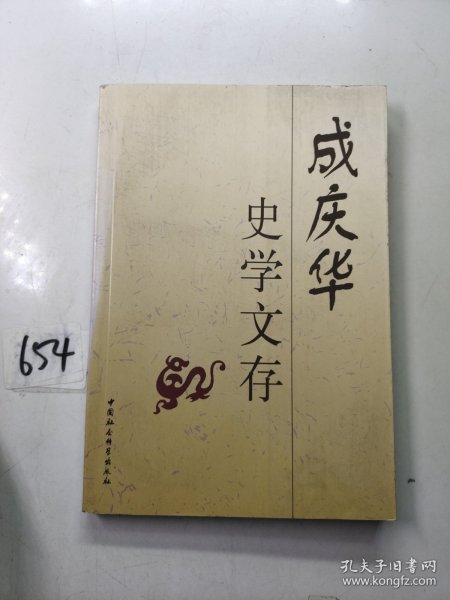 成庆华
史学文存
中国社会科学出版社
654
孔夫子旧书网
www.kongfz.com